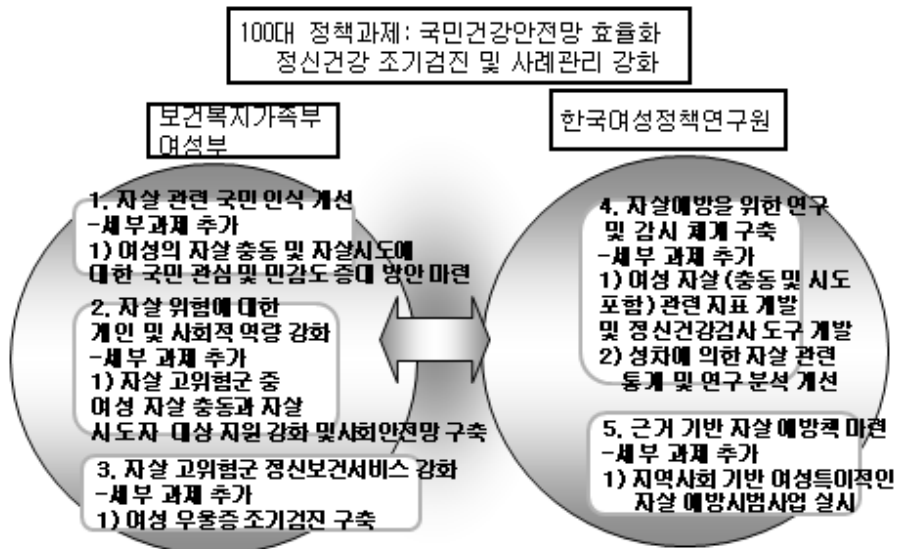 100대 정책과제: 국민건강안전망 효율화
정신건강 조기검진 및 사례관리 강화
보건복지가족부
여성부
한국여성정책연구원
1. 자살 관련 국민 인식 개선
-세부과제 추가
1) 여성의 자살 충동 및 자살시도에
대한 국민 관심 및 민감도 증대 방안 마련
2. 자살 위험에 대한
개인 및 사회적 역량 강화
-세부 과제 추가
1) 자살 고위험군 중
여성 자살 충동과 자살
시도자 대상 지원 강화 및 사회안전망 구축
3. 자살 고위험군 정신보건서비스 강화
-세부 과제 추가
1) 여성 우울증 조기검진 구축
4. 자살예방을 위한 연구
및 감시 체계 구축
-세부 과제 추가
1) 여성 자살(충동 및 시도
포함)관련 지표 개발
및 정신건강검사 도구 개발
2) 성차에 의한 자살 관련
통계 및 연구 분석 개선
5. 근거 기반 자살 예방책 마련
-세부 과제 추가
1) 지역사회 기반 여성특이적인
자살 예방시범사업 실시